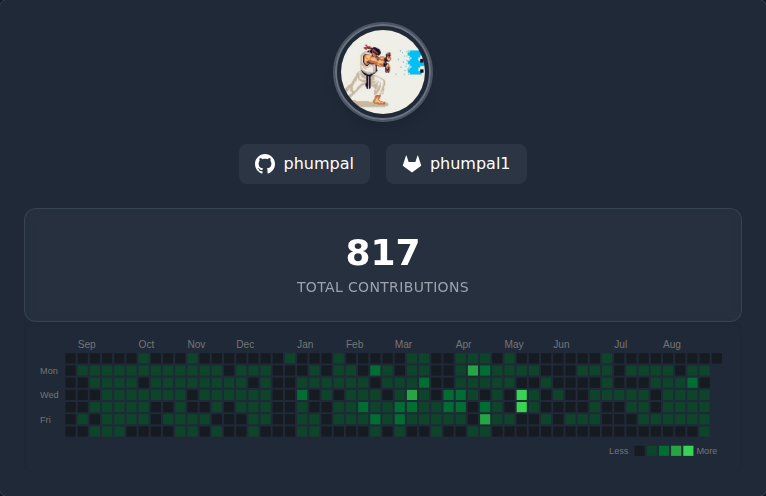 phumpal phumpal1
817
TOTAL CONTRIBUTIONS
Sep Oct Nov Dec Jan Feb Mar Apr May Jun Jul Aug
Mon
Wed
Fri
Less More